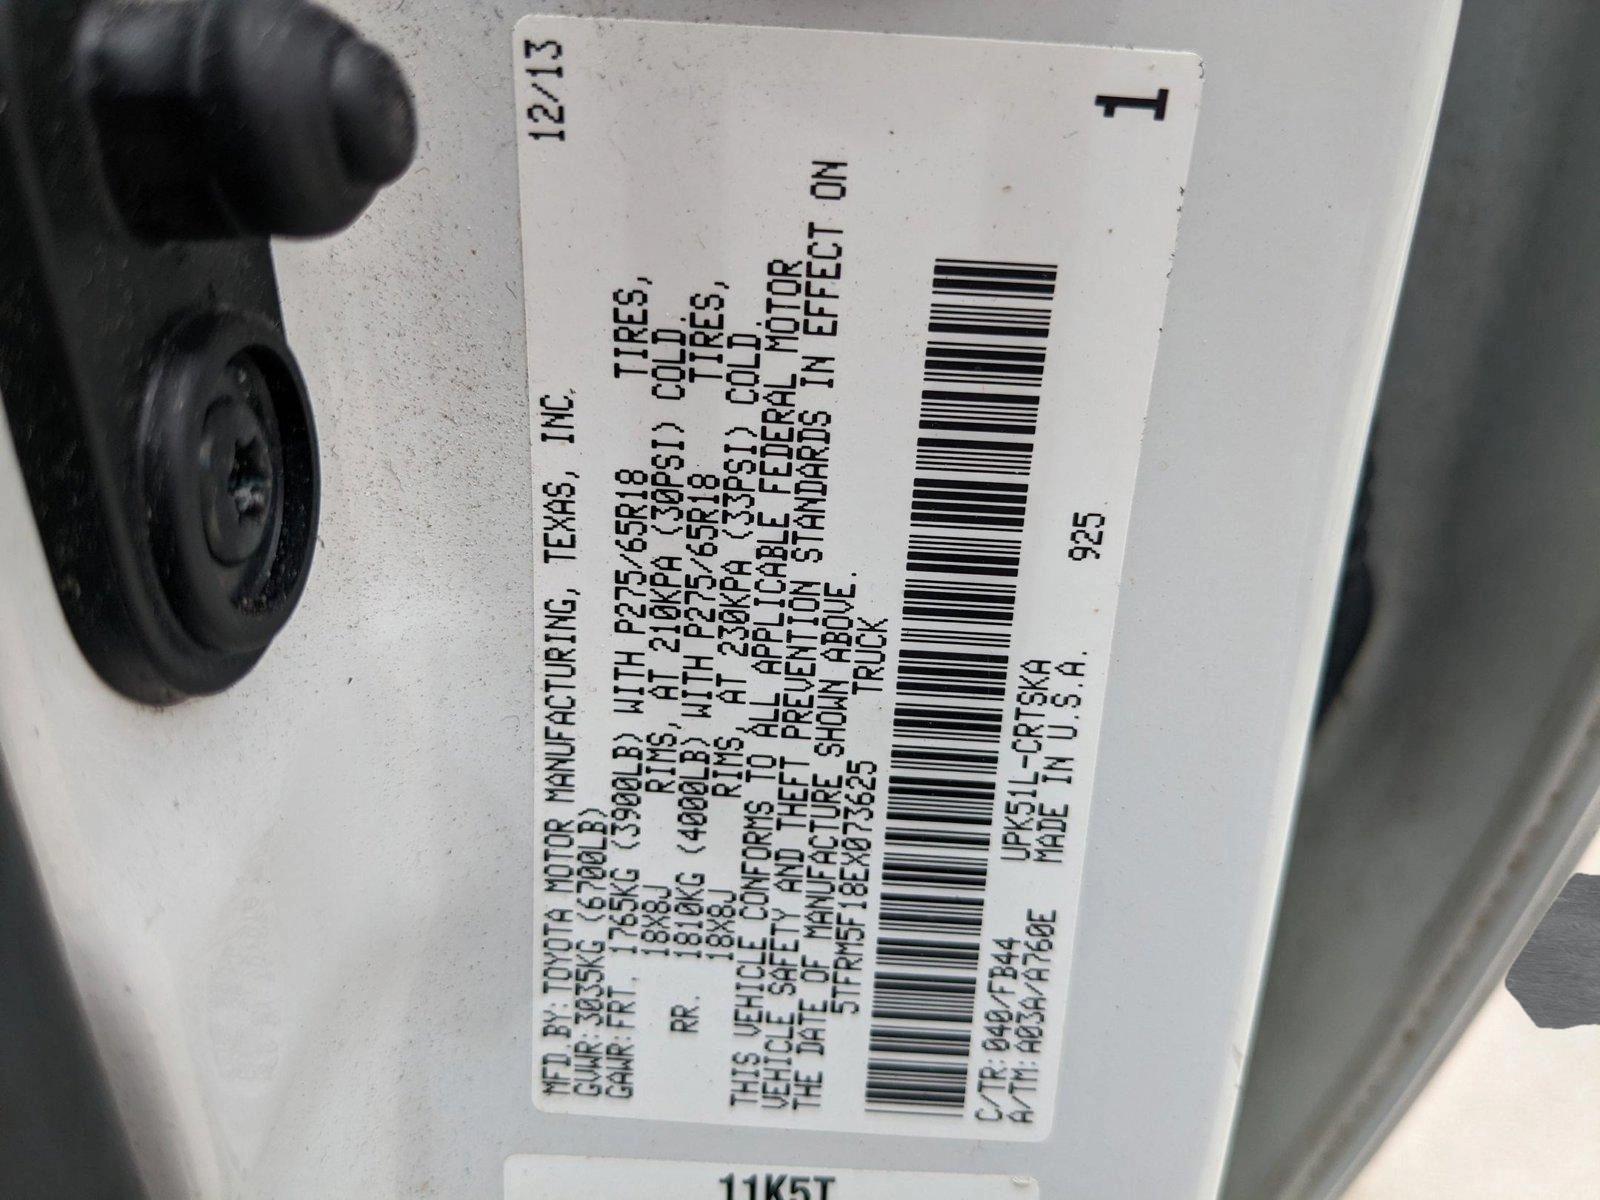 MFD.BY:TOYOTA MOTOR MANUFACTURING, TEXAS, INC. 12/13
GVWR:3035KG (6700LB)
GAWR:FRT. 1765KG (3900LB) WITH P275/65R18 TIRES,
18X8J RIMS, AT 210KPA (30PSI) COLD.
RR. 1810KG (4000LB) WITH P275/65R18 TIRES,
18X8J RIMS, AT 230KPA (33PSI) COLD.
THIS VEHICLE CONFORMS TO ALL APPLICABLE FEDERAL MOTOR
VEHICLE SAFETY AND THEFT PREVENTION STANDARDS IN EFFECT ON
THE DATE OF MANUFACTURE SHOWN ABOVE.
5TFRM5F18EX073625 TRUCK
C/TR:040/FB44 UPK51L-CRTSKA 925
A/TM:A03A/A760E MADE IN U.S.A.
1
11K5T